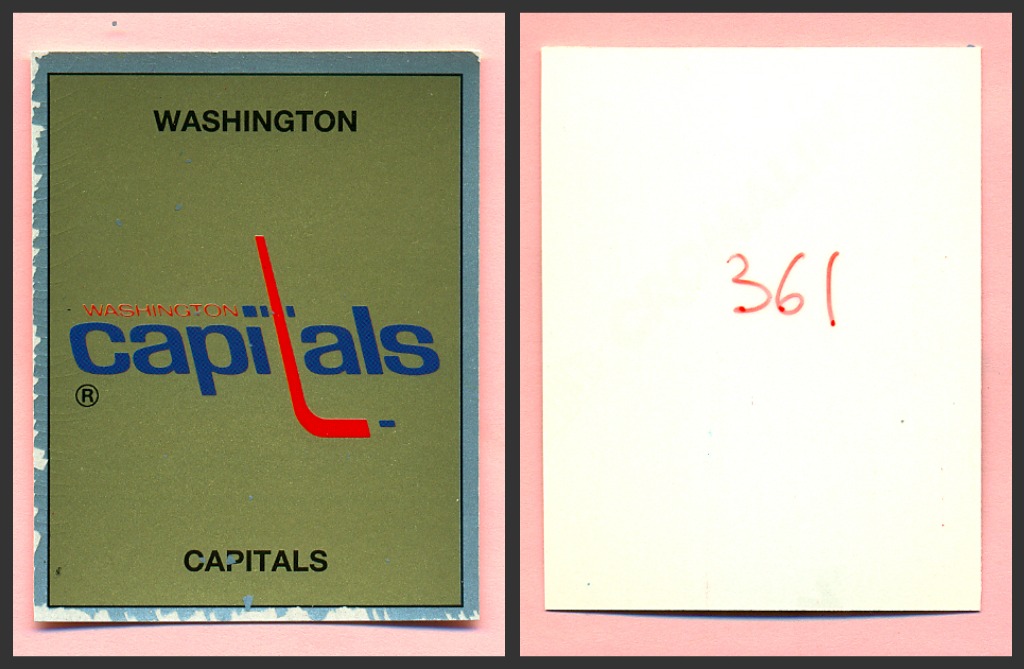 WASHINGTON
WASHINGTON
capitals
®
CAPITALS
361